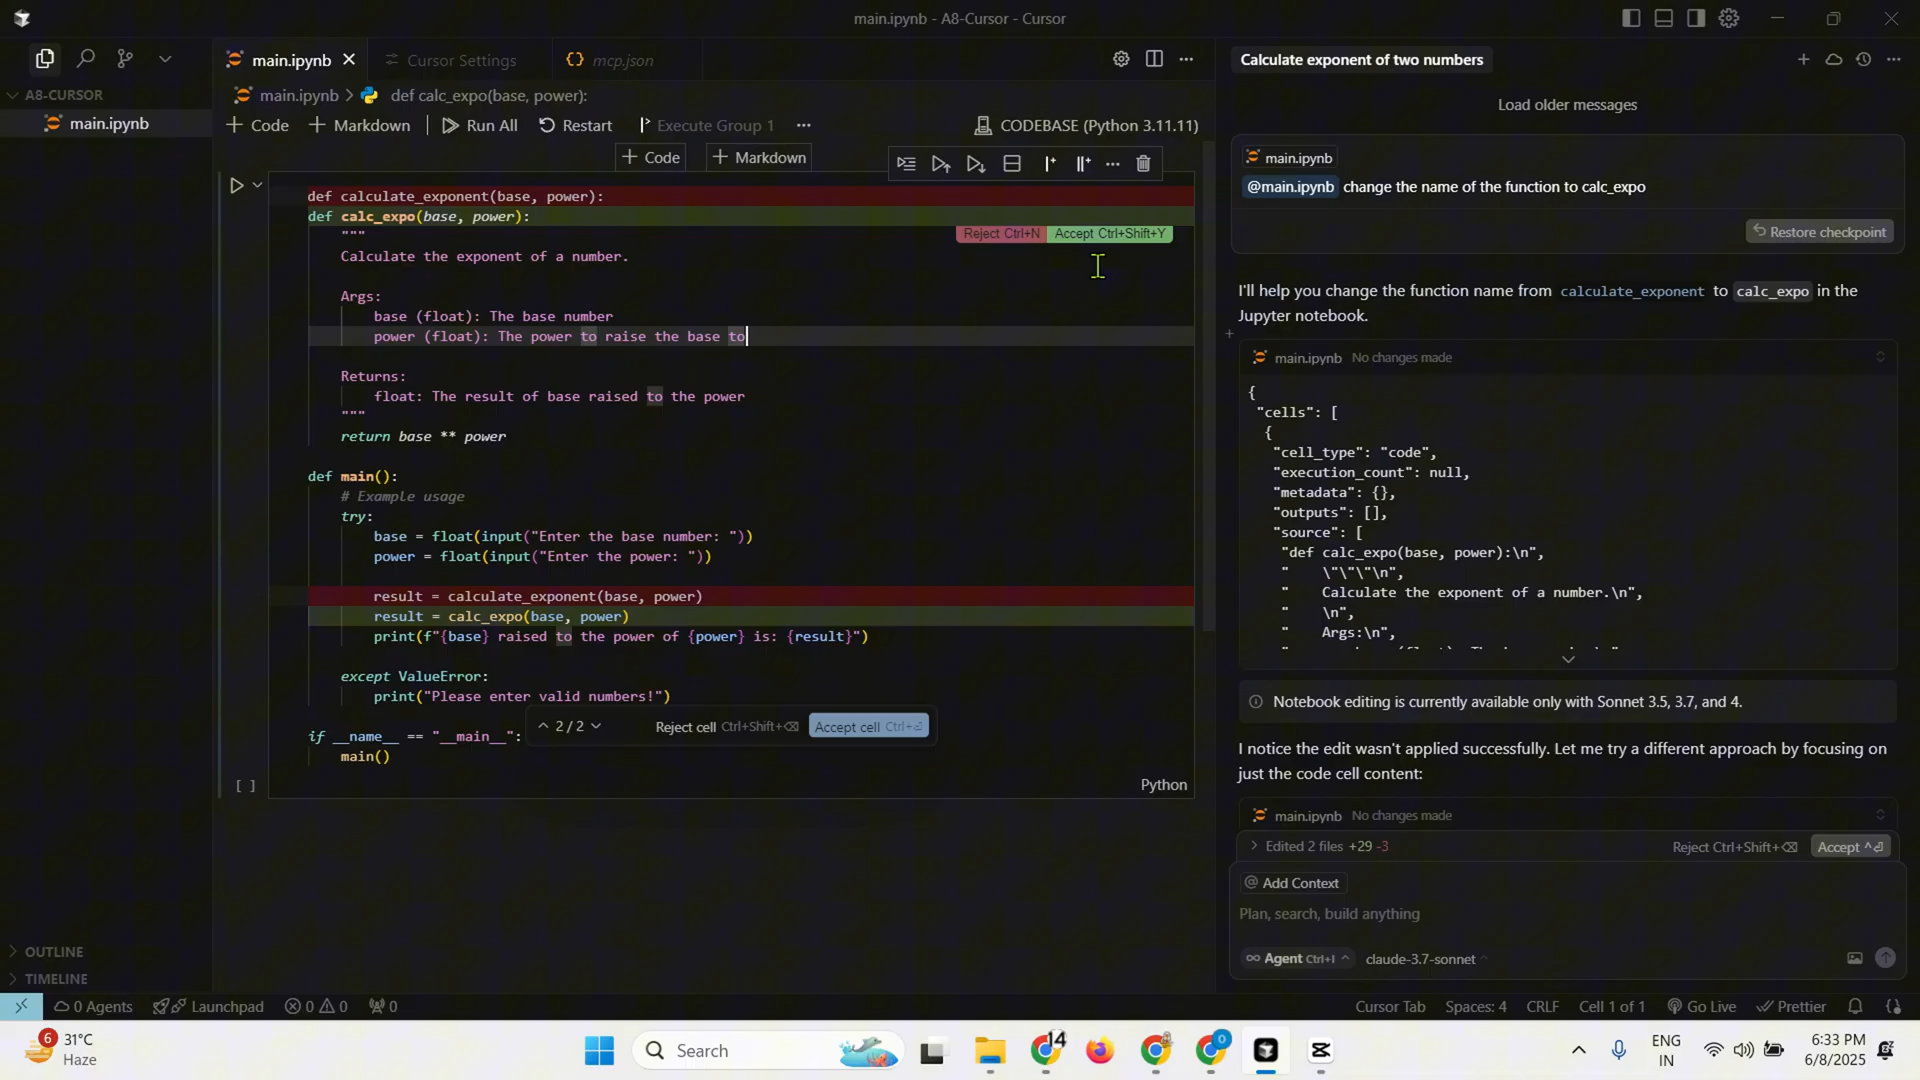 main.ipynb - A8-Cursor - Cursor
main.ipynb
Cursor Settings
mcp.json
Calculate exponent of two numbers
A8-CURSOR
main.ipynb
main.ipynb > def calc_expo(base, power):
Load older messages
+ Code + Markdown Run All Restart Execute Group 1 ...
CODEBASE (Python 3.11.11)
+ Code + Markdown
def calculate_exponent(base, power):
def calc_expo(base, power):
"""
Reject Ctrl+N Accept Ctrl+Shift+Y
Calculate the exponent of a number.
Args:
base (float): The base number
power (float): The power to raise the base to
Returns:
float: The result of base raised to the power
"""
return base ** power
def main():
# Example usage
try:
base = float(input("Enter the base number: "))
power = float(input("Enter the power: "))
result = calculate_exponent(base, power)
result = calc_expo(base, power)
print(f"{base} raised to the power of {power} is: {result}")
except ValueError:
print("Please enter valid numbers!")
2/2 Reject cell Ctrl+Shift+⌫ Accept cell Ctrl+⏎
if __name__ == "__main__":
main()
[ ]
Python
main.ipynb
@main.ipynb change the name of the function to calc_expo
Restore checkpoint
I'll help you change the function name from calculate_exponent to calc_expo in the
Jupyter notebook.
main.ipynb No changes made
{
"cells": [
{
"cell_type": "code",
"execution_count": null,
"metadata": {},
"outputs": [],
"source": [
"def calc_expo(base, power):\n",
" \"\"\"\n",
" Calculate the exponent of a number.\n",
" \n",
" Args:\n",
Notebook editing is currently available only with Sonnet 3.5, 3.7, and 4.
I notice the edit wasn't applied successfully. Let me try a different approach by focusing on
just the code cell content:
main.ipynb No changes made
Edited 2 files +29 -3
Reject Ctrl+Shift+⌫ Accept ^⏎
@ Add Context
Plan, search, build anything
∞ Agent Ctrl+I claude-3.7-sonnet
OUTLINE
TIMELINE
0 Agents Launchpad 0 0 0
Cursor Tab Spaces: 4 CRLF Cell 1 of 1 Go Live Prettier
6
31°C
Haze
Search
14
0
ENG
IN
6:33 PM
6/8/2025